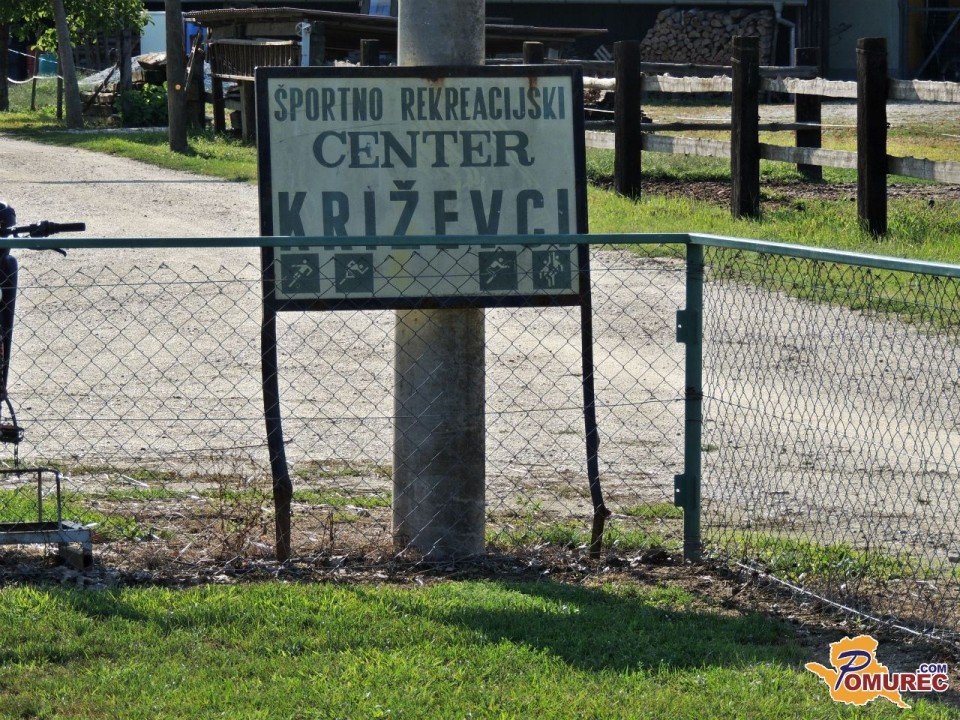 ŠPORTNO REKREACIJSKI
CENTER
KRIŽEVCI
POMUREC.COM